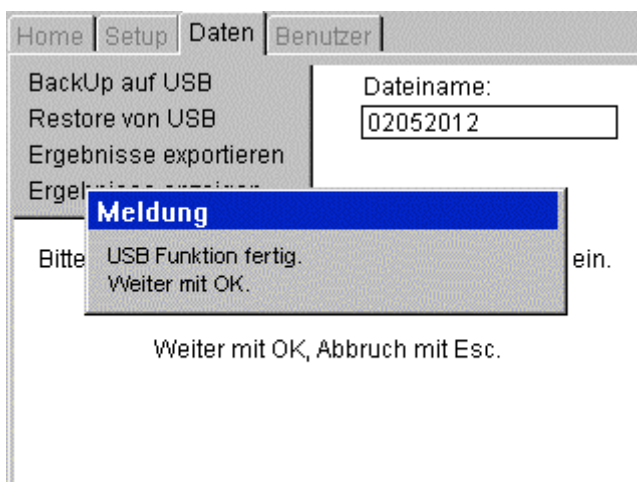 Home Setup Daten Benutzer
BackUp auf USB
Restore von USB
Ergebnisse exportieren
Dateiname:
02052012
Meldung
USB Funktion fertig.
Weiter mit OK.
Bitte
ein.
Weiter mit OK, Abbruch mit Esc.